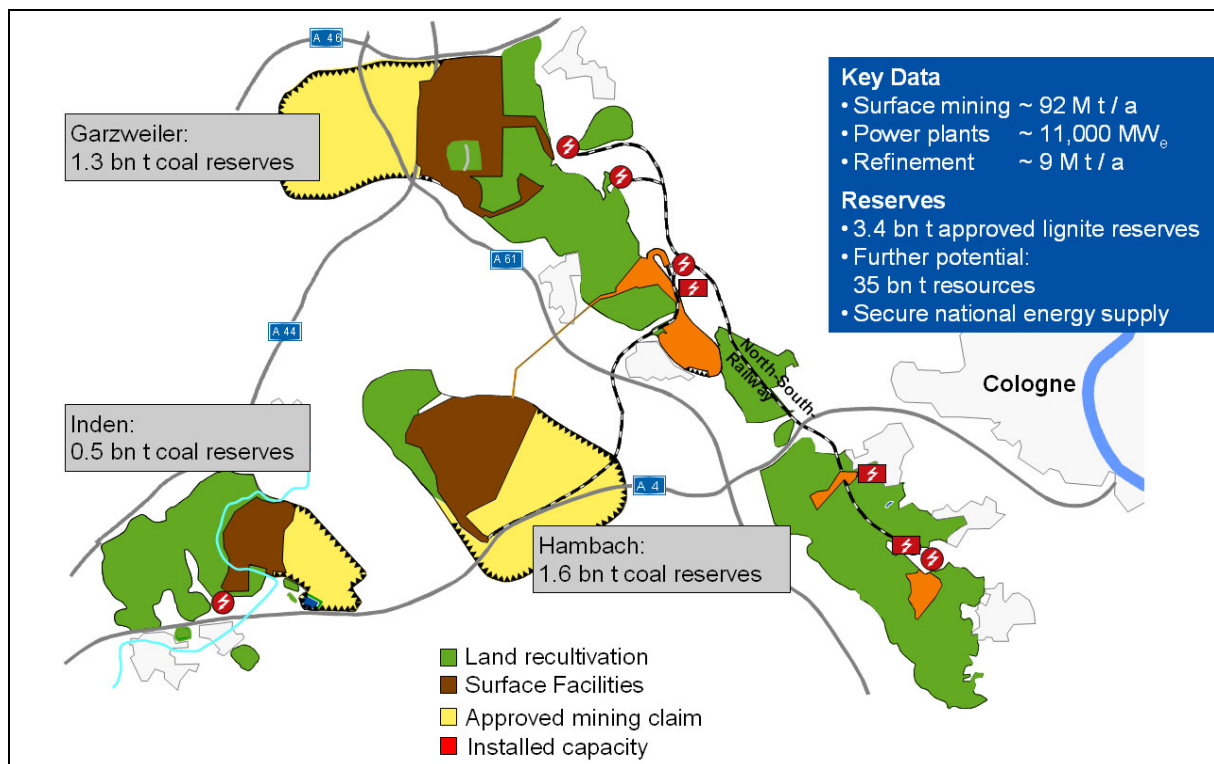 A 46
Garzweiler:
1.3 bn t coal reserves
Key Data
• Surface mining ~ 92 M t / a
• Power plants ~ 11,000 MWe
• Refinement ~ 9 M t / a
Reserves
• 3.4 bn t approved lignite reserves
• Further potential:
35 bn t resources
• Secure national energy supply
A 61
A 44
North-South-
Railway
Cologne
Inden:
0.5 bn t coal reserves
A 4
Hambach:
1.6 bn t coal reserves
Land recultivation
Surface Facilities
Approved mining claim
Installed capacity